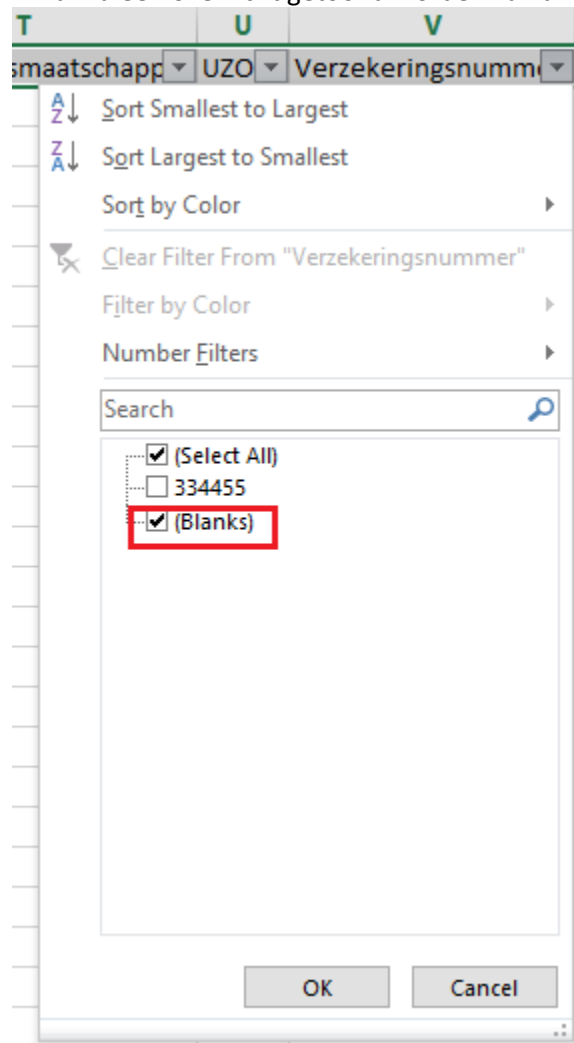 T U V
smaatschapp UZO Verzekeringsnumm
Sort Smallest to Largest
Sort Largest to Smallest
Sort by Color
Clear Filter From "Verzekeringsnummer"
Filter by Color
Number Filters
Search
(Select All)
334455
(Blanks)
OK Cancel